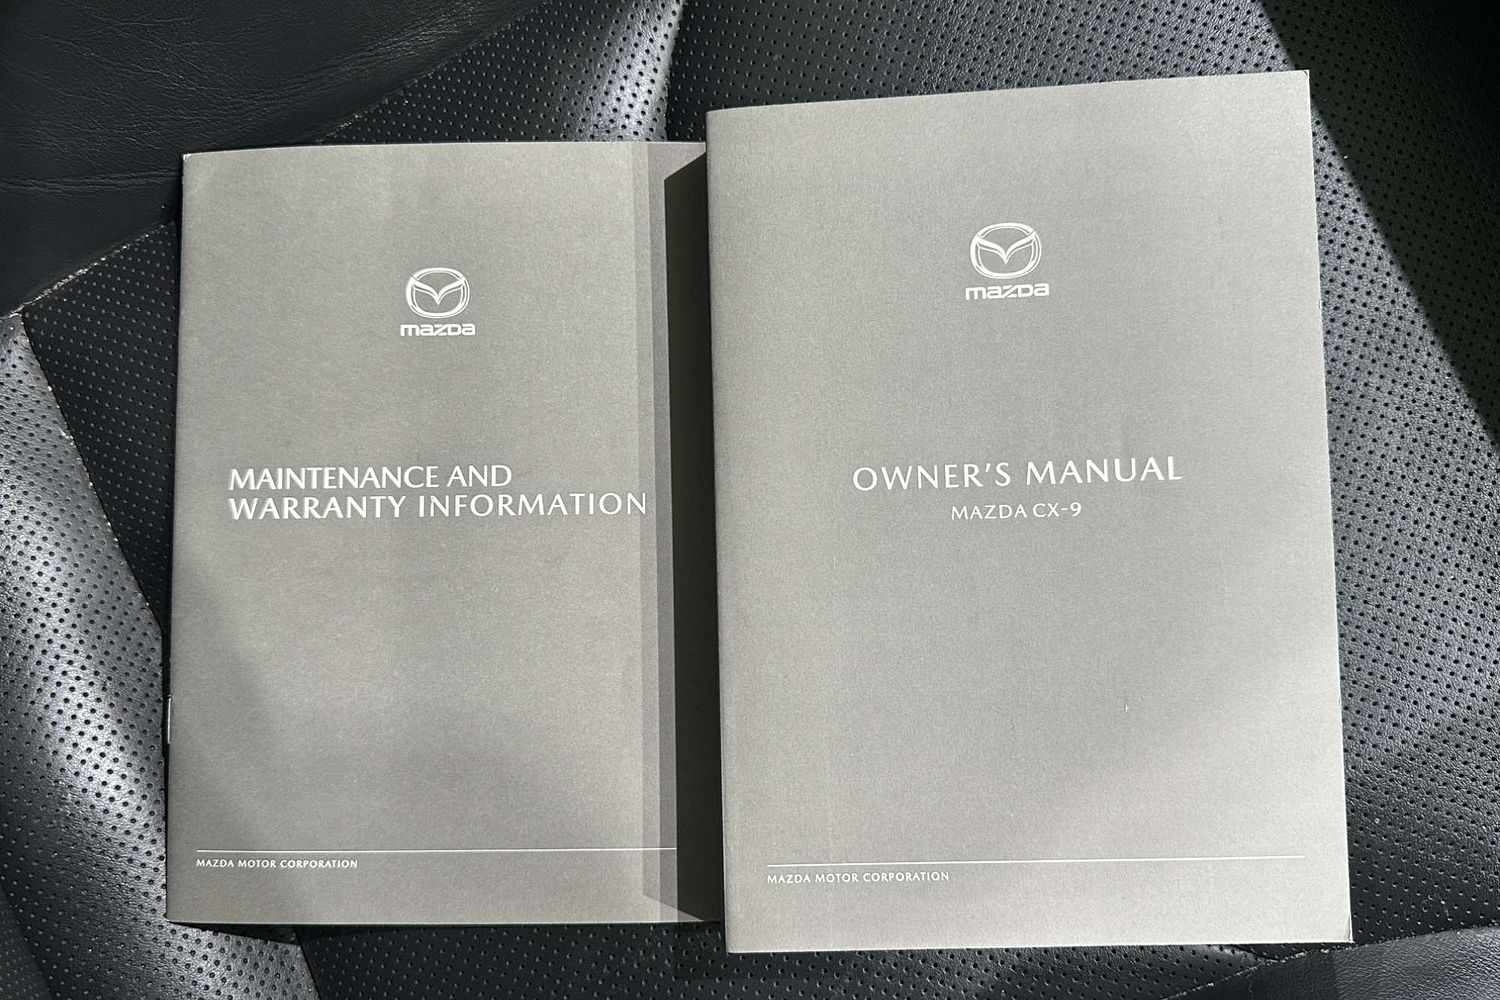 mazda
MAINTENANCE AND
WARRANTY INFORMATION
MAZDA MOTOR CORPORATION
mazda
OWNER'S MANUAL
MAZDA CX-9
MAZDA MOTOR CORPORATION